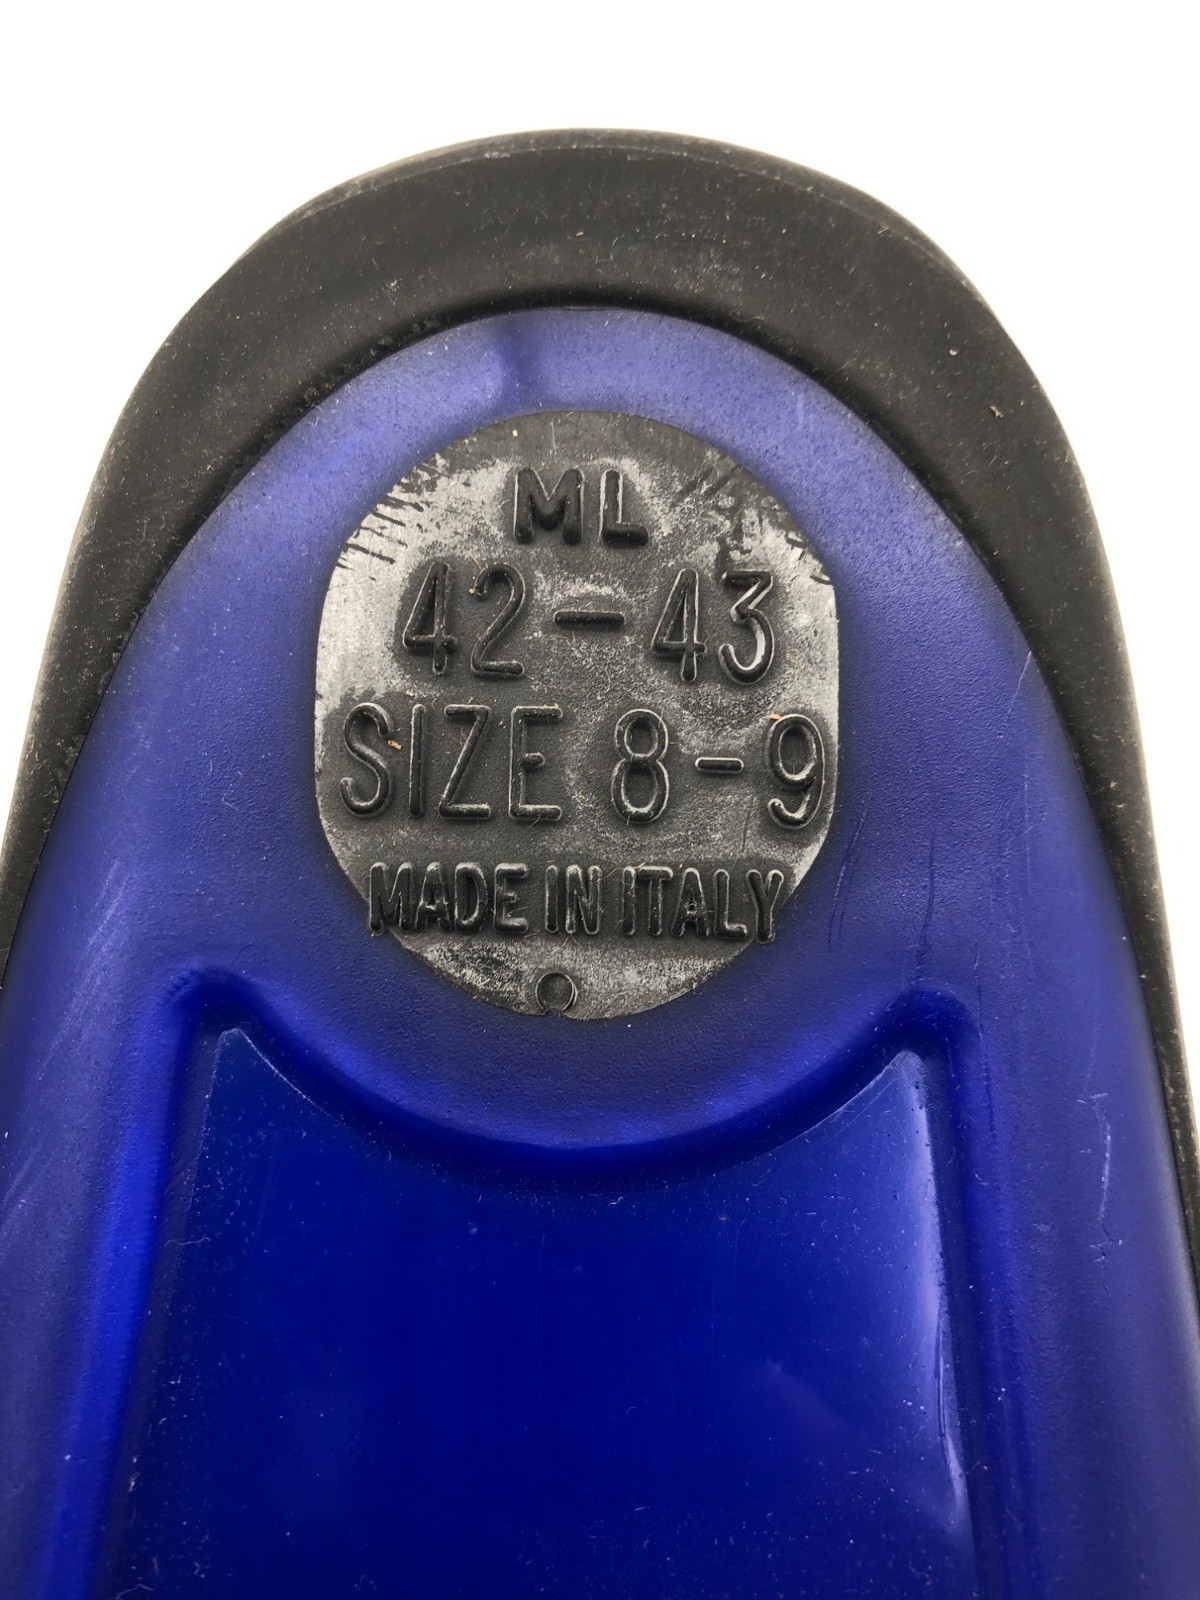 ML
42-43
SIZE 8-9
MADE IN ITALY